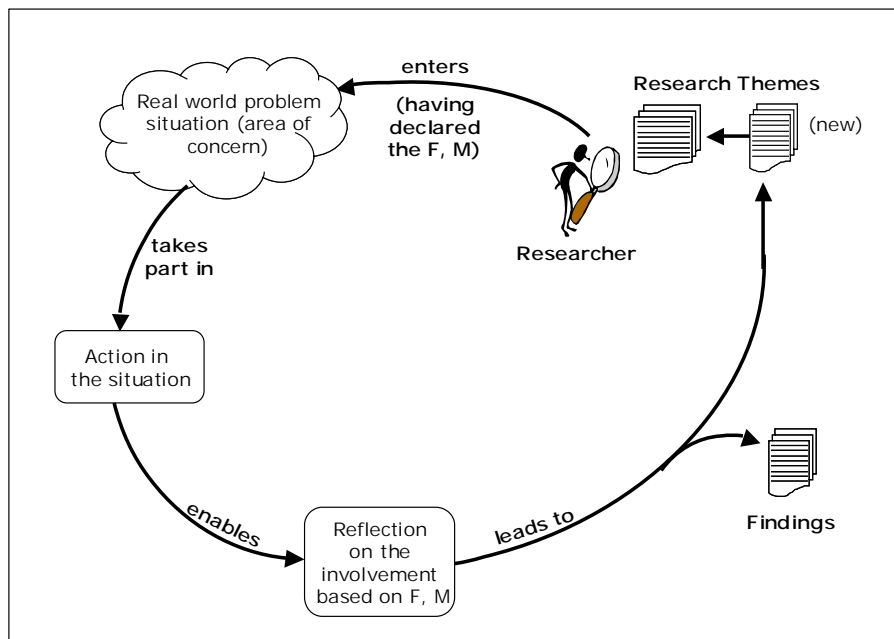 enters
(having
declared
the F, M)
Research Themes
(new)
Real world problem
situation (area of
concern)
Researcher
takes
part in
Action in
the situation
enables
Reflection
on the
involvement
based on F, M
leads to
Findings